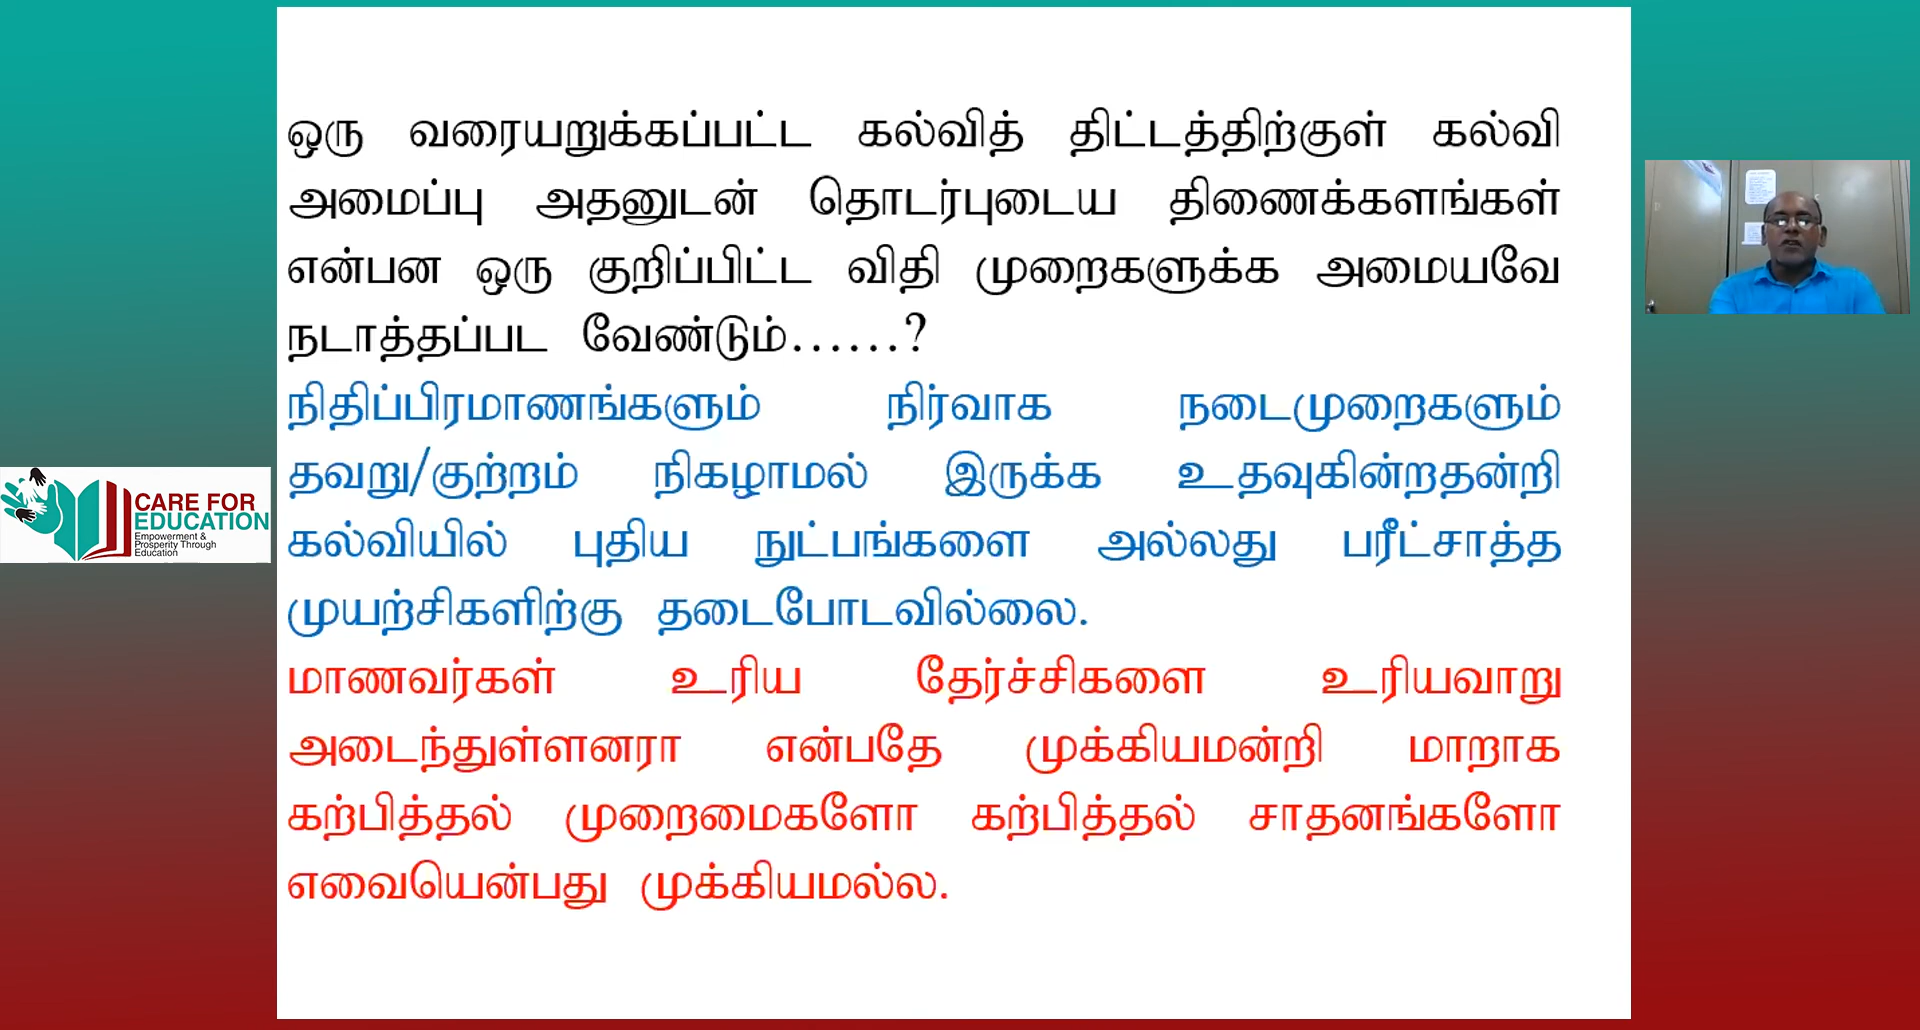 ஒரு வரையறுக்கப்பட்ட கல்வித் திட்டத்திற்குள் கல்வி
அமைப்பு அதனுடன் தொடர்புடைய திணைக்களங்கள்
என்பன ஒரு குறிப்பிட்ட விதி முறைகளுக்க அமையவே
நடாத்தப்பட வேண்டும்......?
நிதிப்பிரமாணங்களும் நிர்வாக நடைமுறைகளும்
தவறு/குற்றம் நிகழாமல் இருக்க உதவுகின்றதன்றி
கல்வியில் புதிய நுட்பங்களை அல்லது பரீட்சாத்த
முயற்சிகளிற்கு தடைபோடவில்லை.
மாணவர்கள் உரிய தேர்ச்சிகளை உரியவாறு
அடைந்துள்ளனரா என்பதே முக்கியமன்றி மாறாக
கற்பித்தல் முறைமைகளோ கற்பித்தல் சாதனங்களோ
எவையென்பது முக்கியமல்ல.
CARE FOR
EDUCATION
Empowerment &
Prosperity Through
Education